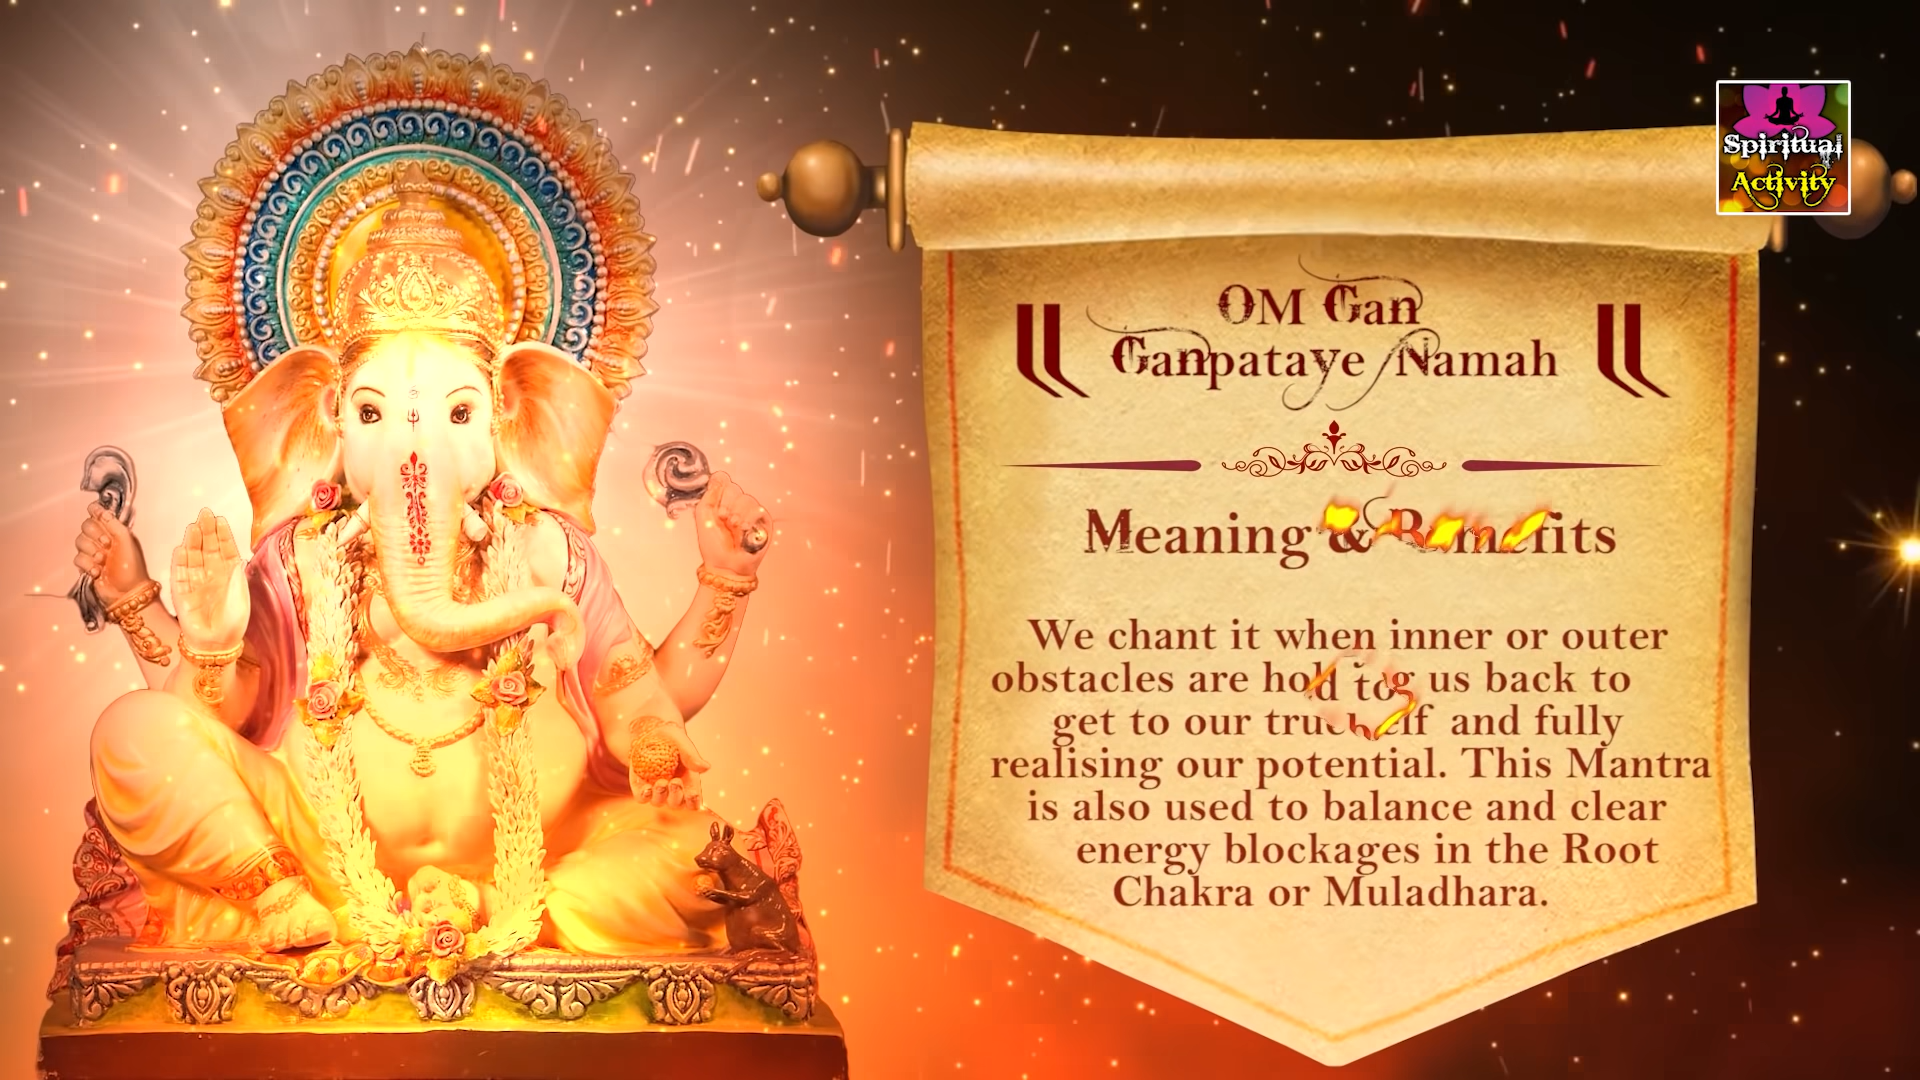 Spiritual
Activity
OM Gan
Ganpataye Namah
Meaning & Benefits
We chant it when inner or outer
obstacles are us back to
get to our and fully
realising our potential. This Mantra
is also used to balance and clear
energy blockages in the Root
Chakra or Muladhara.